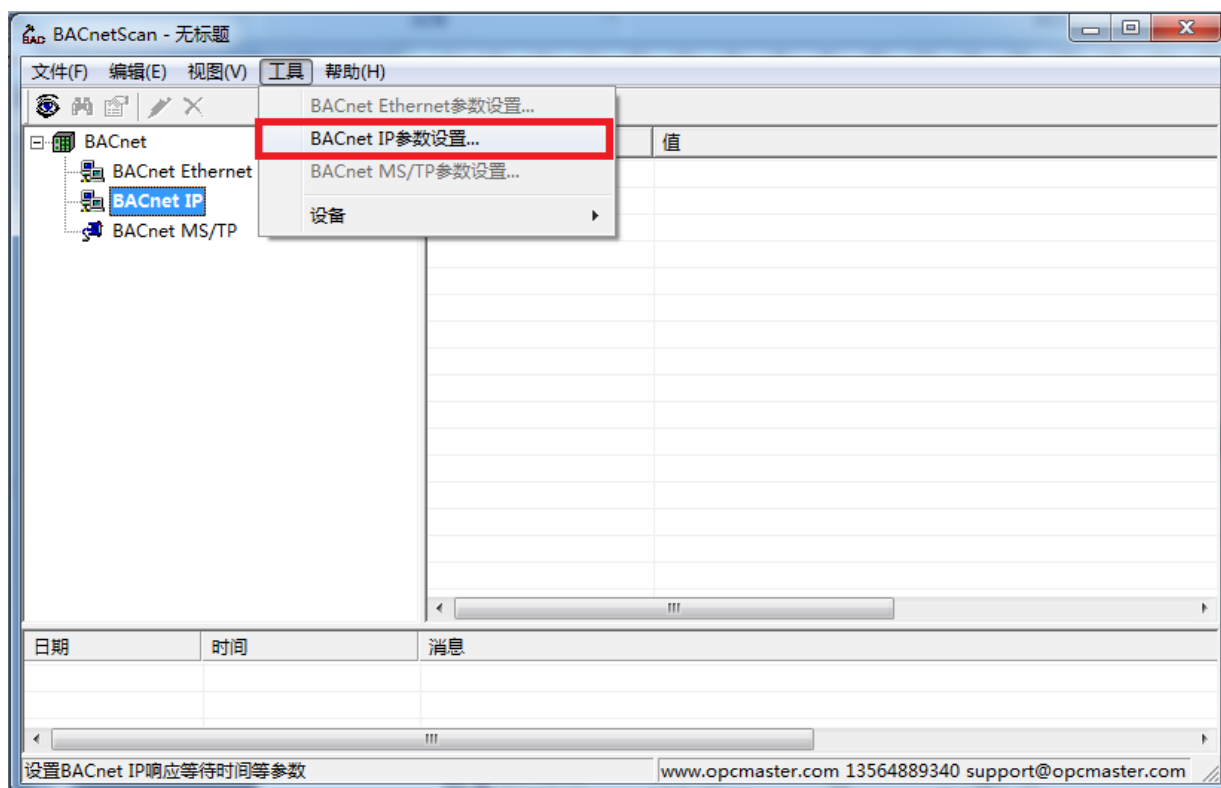 BACnetScan - 无标题
文件(F) 编辑(E) 视图(V) 工具 帮助(H)
BACnet Ethernet参数设置...
BACnet IP参数设置...
BACnet MS/TP参数设置...
设备
BACnet
BACnet Ethernet
BACnet IP
BACnet MS/TP
值
日期 时间 消息
设置BACnet IP响应等待时间等参数 www.opcmaster.com 13564889340 support@opcmaster.com